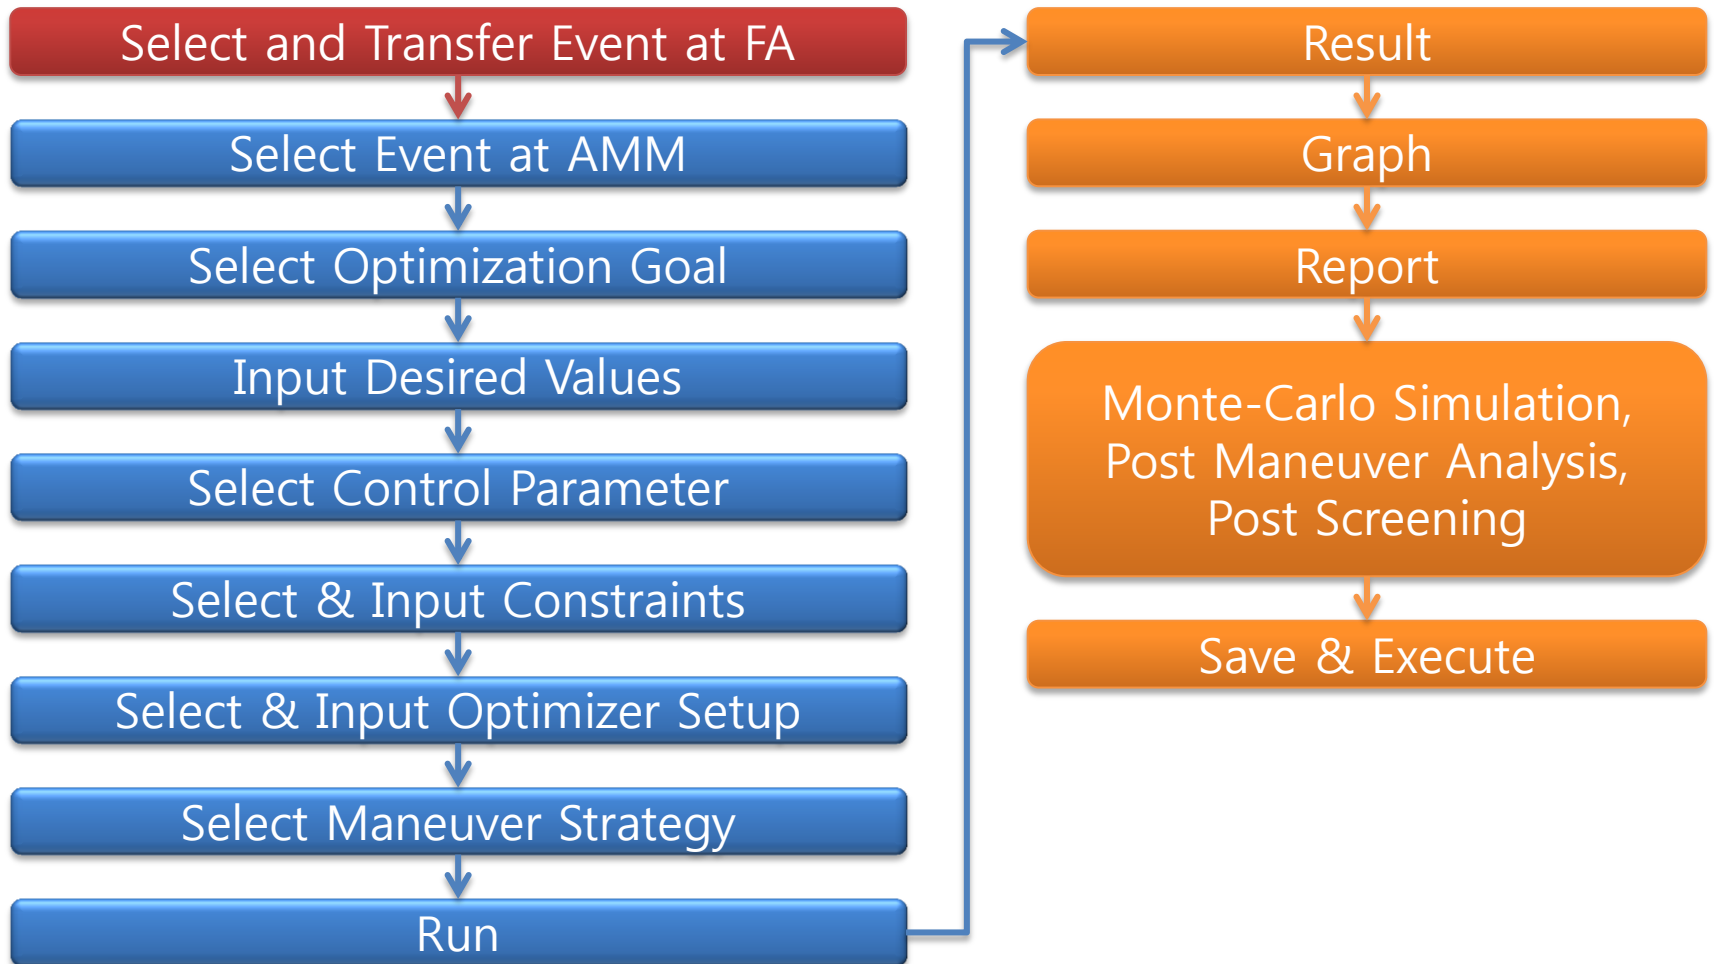 Select and Transfer Event at FA
Select Event at AMM
Select Optimization Goal
Input Desired Values
Select Control Parameter
Select & Input Constraints
Select & Input Optimizer Setup
Select Maneuver Strategy
Run
Result
Graph
Report
Monte-Carlo Simulation,
Post Maneuver Analysis,
Post Screening
Save & Execute